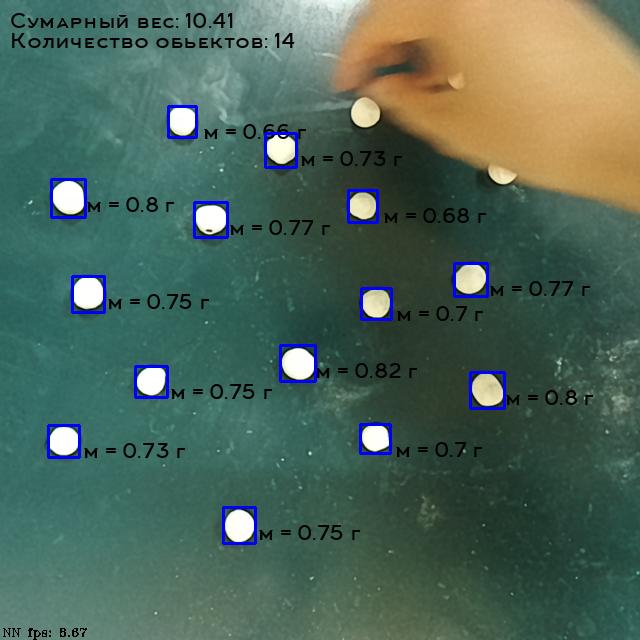 Сумарный вес: 10.41
Количество обьектов: 14
м = 0.66 г
м = 0.73 г
м = 0.8 г
м = 0.68 г
м = 0.77 г
м = 0.77 г
м = 0.75 г
м = 0.7 г
м = 0.82 г
м = 0.75 г
м = 0.8 г
м = 0.73 г
м = 0.7 г
м = 0.75 г
NN fps: 8.67